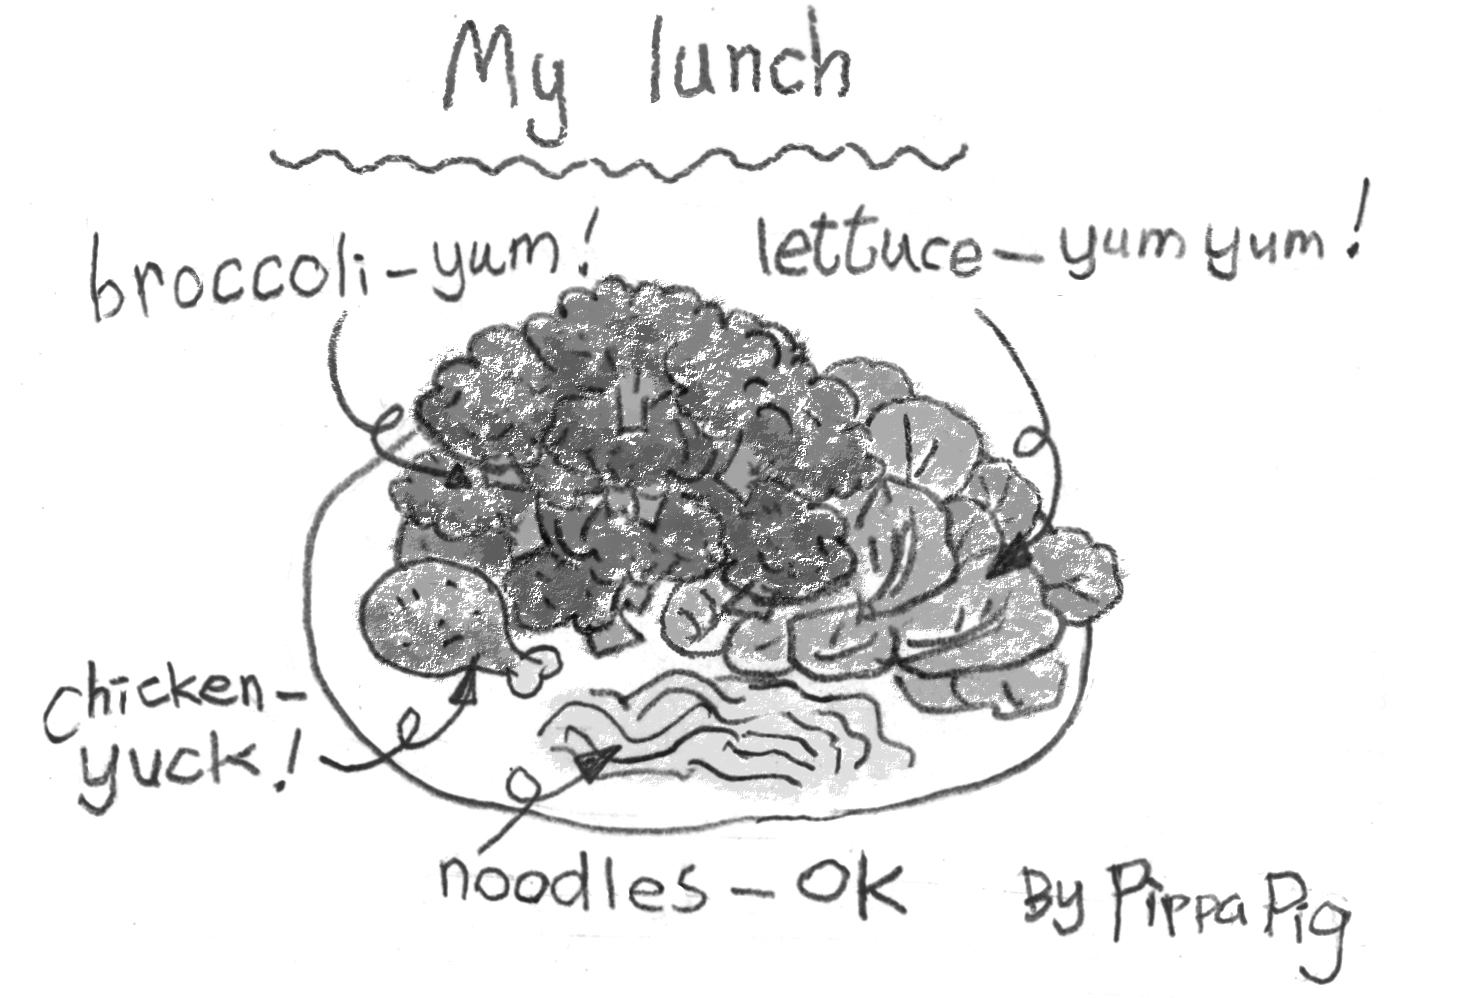 My lunch
broccoli-yum!
lettuce-yum yum!
chicken-
yuck!
noodles-OK
By Pippa Pig